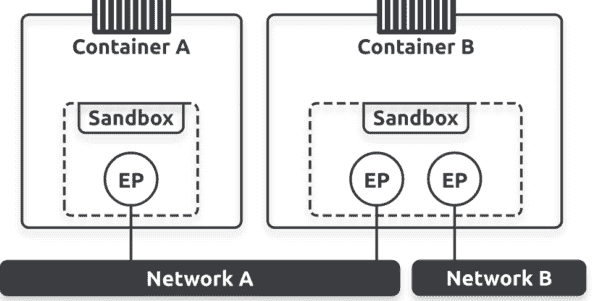 Container A
Container B
Sandbox
Sandbox
EP
EP
EP
Network A
Network B